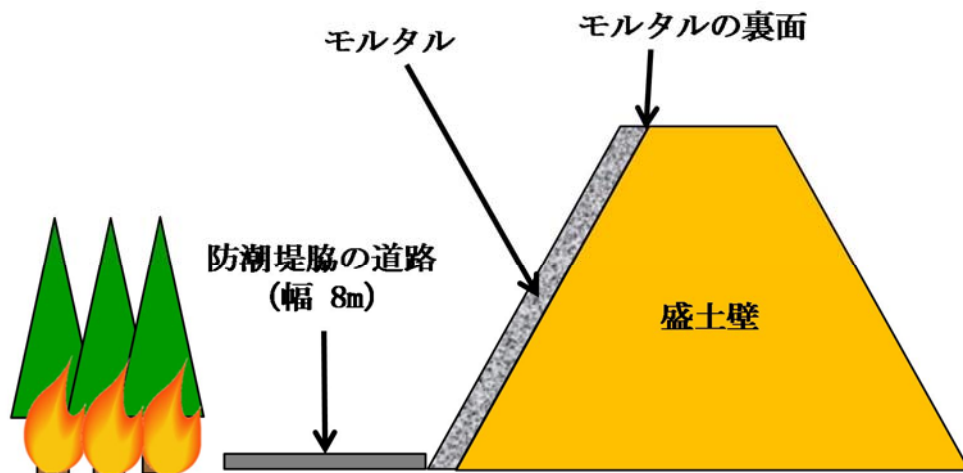 モルタル
モルタルの裏面
防潮堤脇の道路
(幅 8m)
盛土壁